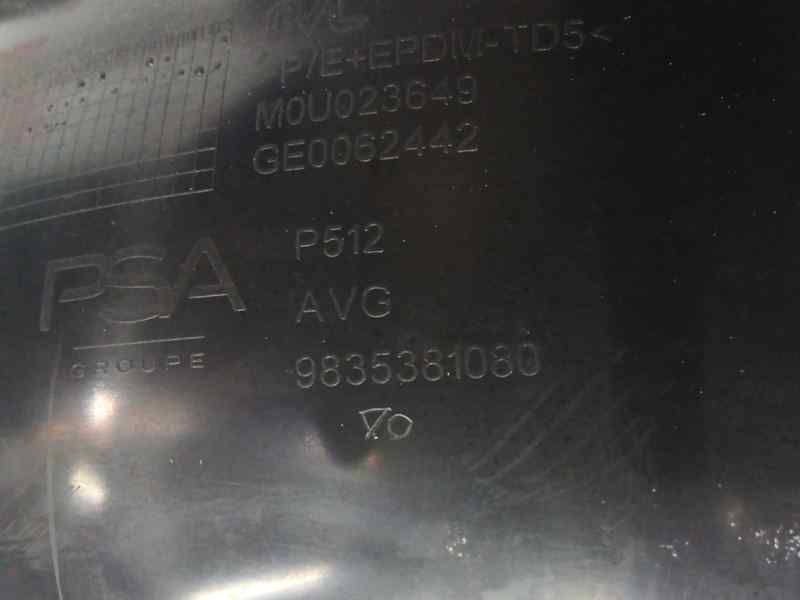 P/E+EPDM-TD5<
M0U023649
GE0062442
PSA
GROUPE
P512
AVG
9835381080